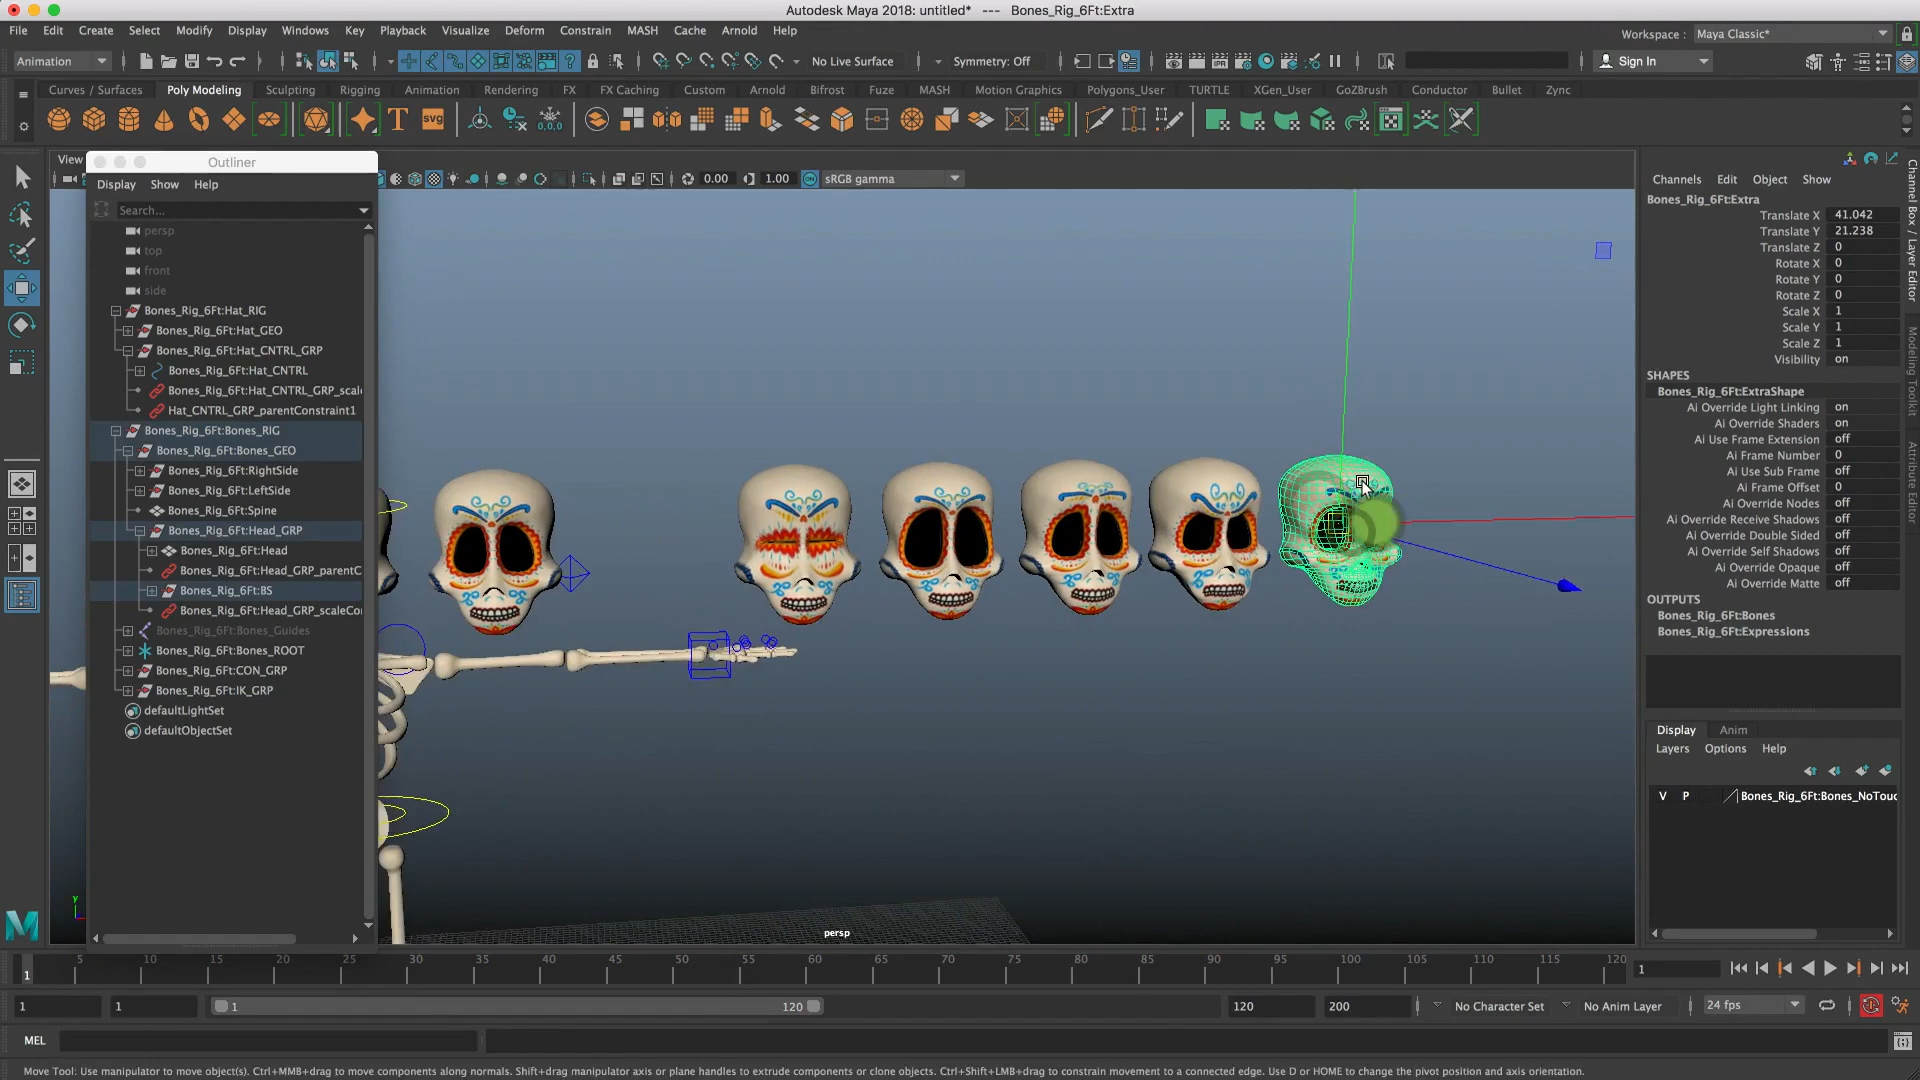 Autodesk Maya 2018: untitled* --- Bones_Rig_6Ft:Extra
File Edit Create Select Modify Display Windows Key Playback Visualize Deform Constrain MASH Cache Arnold Help
Workspace : Maya Classic*
Animation No Live Surface Symmetry: Off Sign In
Curves / Surfaces Poly Modeling Sculpting Rigging Animation Rendering FX FX Caching Custom Arnold Bifrost Fuze MASH Motion Graphics Polygons_User TURTLE XGen_User GoZBrush Conductor Bullet Zync
T SVG 0,0,0
View
Outliner
Display Show Help
Search...
0.00 1.00 sRGB gamma
persp
top
front
side
Bones_Rig_6Ft:Hat_RIG
Bones_Rig_6Ft:Hat_GEO
Bones_Rig_6Ft:Hat_CNTRL_GRP
Bones_Rig_6Ft:Hat_CNTRL
Bones_Rig_6Ft:Hat_CNTRL_GRP_scal
Hat_CNTRL_GRP_parentConstraint1
Bones_Rig_6Ft:Bones_RIG
Bones_Rig_6Ft:Bones_GEO
Bones_Rig_6Ft:RightSide
Bones_Rig_6Ft:LeftSide
Bones_Rig_6Ft:Spine
Bones_Rig_6Ft:Head_GRP
Bones_Rig_6Ft:Head
Bones_Rig_6Ft:Head_GRP_parentC
Bones_Rig_6Ft:BS
Bones_Rig_6Ft:Head_GRP_scaleCo
Bones_Rig_6Ft:Bones_Guides
Bones_Rig_6Ft:Bones_ROOT
Bones_Rig_6Ft:CON_GRP
Bones_Rig_6Ft:IK_GRP
defaultLightSet
defaultObjectSet
y
persp
Channels Edit Object Show
Bones_Rig_6Ft:Extra
Translate X 41.042
Translate Y 21.238
Translate Z 0
Rotate X 0
Rotate Y 0
Rotate Z 0
Scale X 1
Scale Y 1
Scale Z 1
Visibility on
SHAPES
Bones_Rig_6Ft:ExtraShape
Ai Override Light Linking on
Ai Override Shaders on
Ai Use Frame Extension off
Ai Frame Number 0
Ai Use Sub Frame off
Ai Frame Offset 0
Ai Override Nodes off
Ai Override Receive Shadows off
Ai Override Double Sided off
Ai Override Self Shadows off
Ai Override Opaque off
Ai Override Matte off
OUTPUTS
Bones_Rig_6Ft:Bones
Bones_Rig_6Ft:Expressions
Display Anim
Layers Options Help
V P Bones_Rig_6Ft:Bones_NoTouc
Channel Box / Layer Editor
Modeling Toolkit
Attribute Editor
5 10 15 20 25 30 35 40 45 50 55 60 65 70 75 80 85 90 95 100 105 110 115 120
1 1
1 1 1 120 120 200 No Character Set No Anim Layer 24 fps
MEL
Move Tool: Use manipulator to move object(s). Ctrl+MMB+drag to move components along normals. Shift+drag manipulator axis or plane handles to extrude components or clone objects. Ctrl+Shift+LMB+drag to constrain movement to a connected edge. Use D or HOME to change the pivot position and axis orientation.